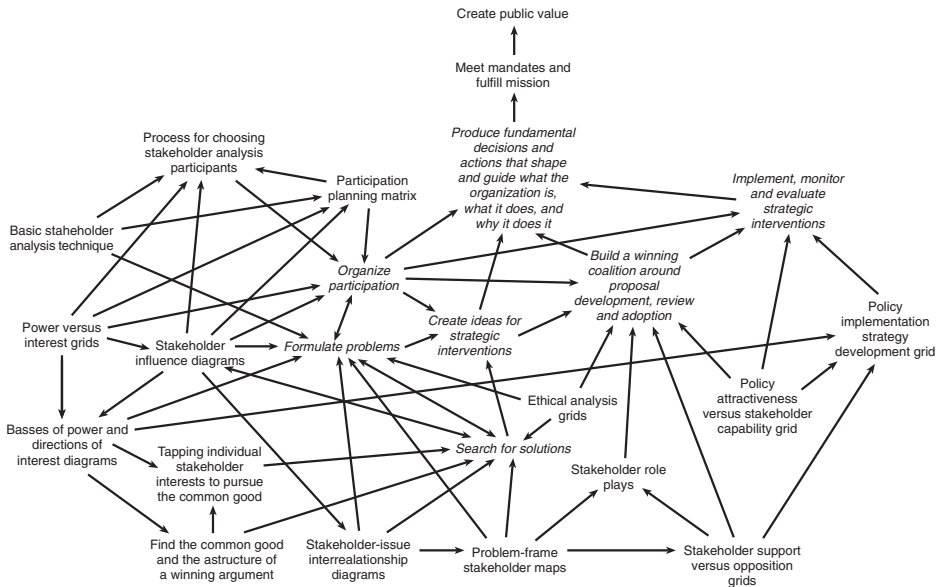 Create public value
Meet mandates and
fulfill mission
Produce fundamental
decisions and
actions that shape
and guide what the
organization is,
what it does, and
why it does it
Process for choosing
stakeholder analysis
participants
Participation
planning matrix
Implement, monitor
and evaluate
strategic
interventions
Basic staheholder
analysis technique
Organize
participation
Build a winning
coalition around
proposal
development, review
and adoption
Power versus
interest grids
Stakeholder
influence diagrams
Formulate problems
Create ideas for
strategic
interventions
Policy
implementation
strategy
development grid
Ethical analysis
grids
Policy
attractiveness
versus stakeholder
capability grid
Basses of power and
directions of
interest diagrams
Tapping individual
stakeholder
interests to pursue
the common good
Search for solutions
Stakeholder role
plays
Find the common good
and the astructure of
a winning argument
Stakeholder-issue
interrealationship
diagrams
Problem-frame
stakeholder maps
Stakeholder support
versus opposition
grids